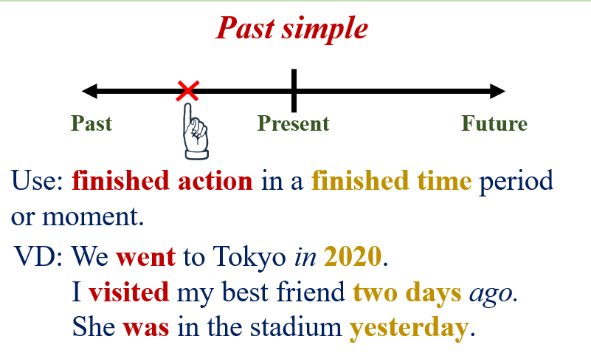 Past simple
Past Present Future
Use: finished action in a finished time period
or moment.
VD: We went to Tokyo in 2020.
I visited my best friend two days ago.
She was in the stadium yesterday.